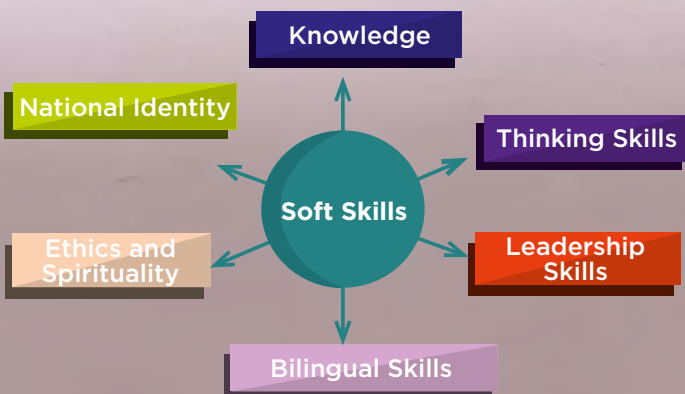 Knowledge
National Identity
Thinking Skills
Soft Skills
Ethics and
Spirituality
Leadership
Skills
Bilingual Skills